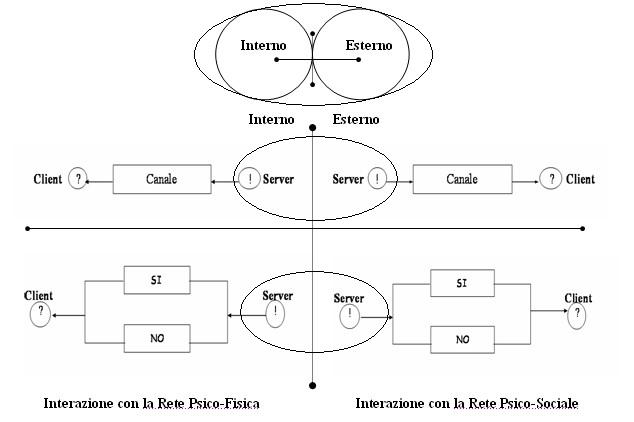 Interno Esterno
Interno Esterno
Client ? Canale ! Server Server ! Canale ? Client
SI SI
Client Server Server Client
? ! ! ?
NO NO
Interazione con la Rete Psico-Fisica Interazione con la Rete Psico-Sociale